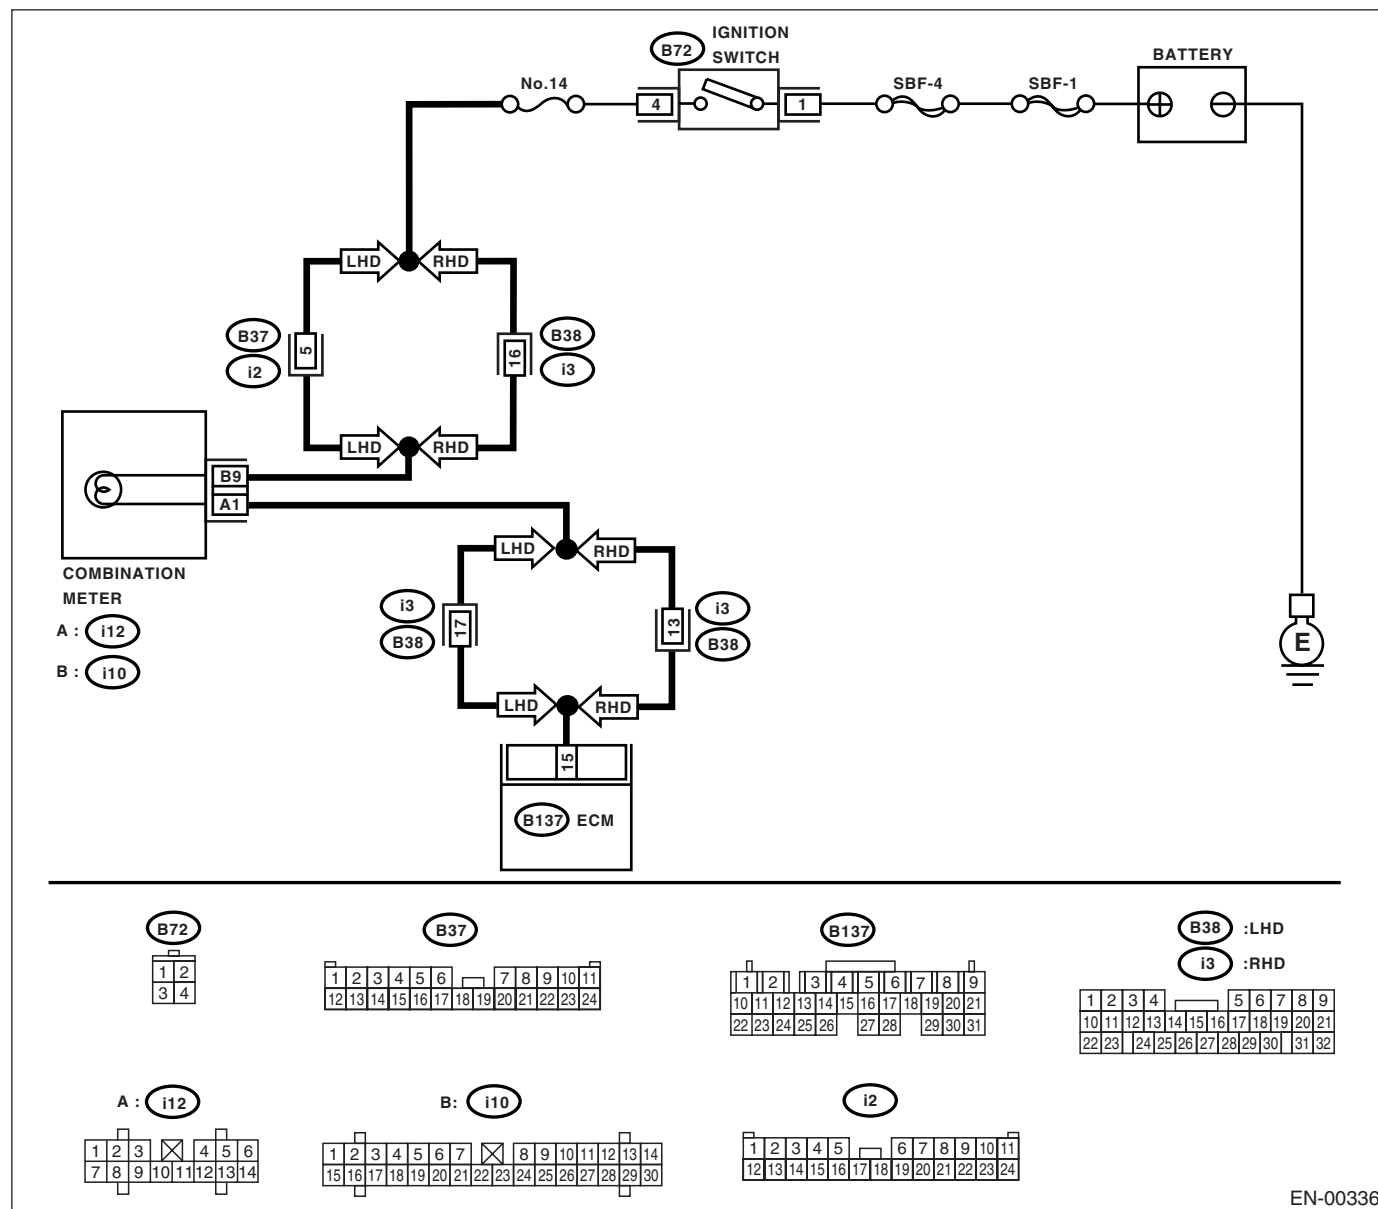 IGNITION
SWITCH
B72
BATTERY
No.14
4
1
SBF-4
SBF-1
LHD
RHD
B37
i2
5
16
B38
i3
LHD
RHD
B9
A1
COMBINATION
METER
A : i12
B : i10
LHD
RHD
i3
B38
17
13
i3
B38
LHD
RHD
15
B137 ECM
E
B72
1 2
3 4
B37
1 2 3 4 5 6 7 8 9 10 11
12 13 14 15 16 17 18 19 20 21 22 23 24
B137
1 2 3 4 5 6 7 8 9
10 11 12 13 14 15 16 17 18 19 20 21
22 23 24 25 26 27 28 29 30 31
B38 :LHD
i3 :RHD
1 2 3 4 5 6 7 8 9
10 11 12 13 14 15 16 17 18 19 20 21
22 23 24 25 26 27 28 29 30 31 32
A : i12
1 2 3 4 5 6
7 8 9 10 11 12 13 14
B: i10
1 2 3 4 5 6 7 8 9 10 11 12 13 14
15 16 17 18 19 20 21 22 23 24 25 26 27 28 29 30
i2
1 2 3 4 5 6 7 8 9 10 11
12 13 14 15 16 17 18 19 20 21 22 23 24
EN-00336